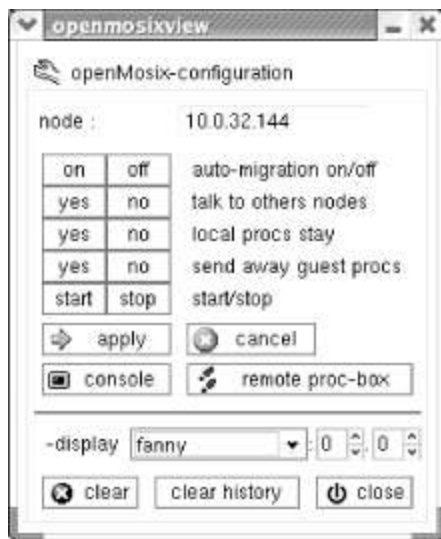 openmosixview
openMosix-configuration
node : 10.0.32.144
on off auto-migration on/off
yes no talk to others nodes
yes no local procs stay
yes no send away guest procs
start stop start/stop
apply cancel
console remote proc-box
-display fanny : 0 . 0
clear clear history close